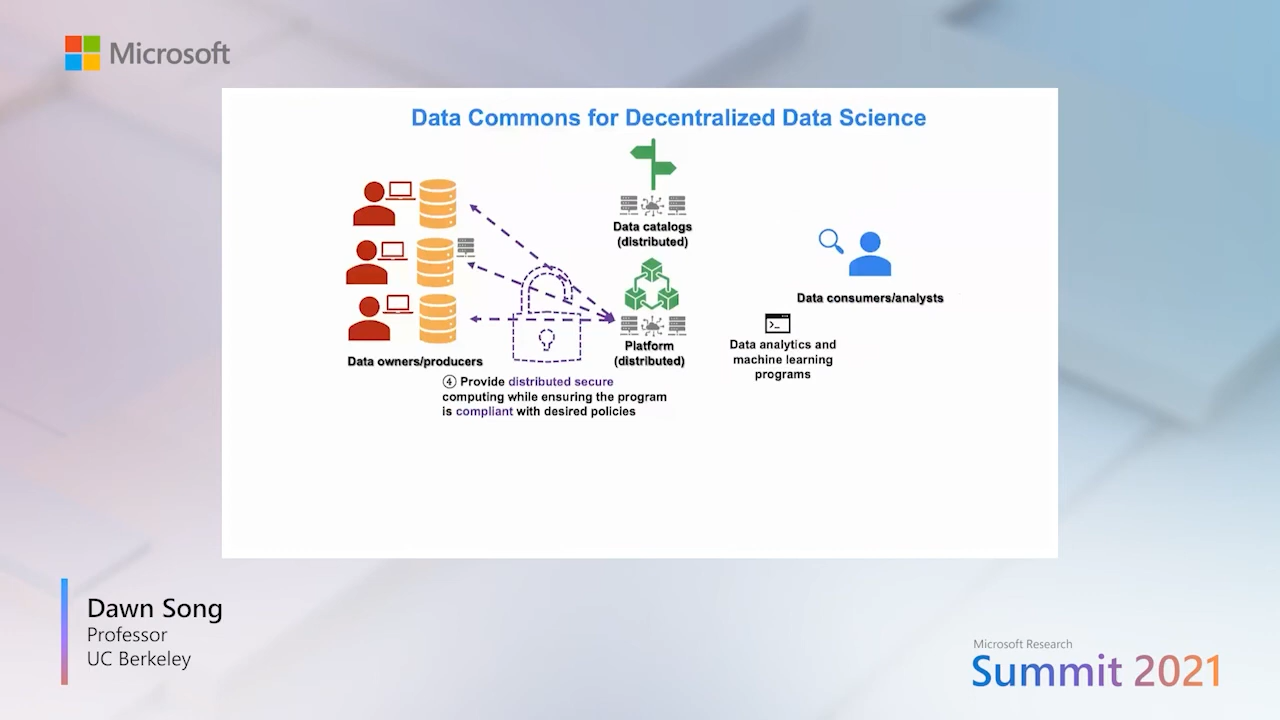 Microsoft
Data Commons for Decentralized Data Science
Data catalogs
(distributed)
Data consumers/analysts
Platform
(distributed)
Data analytics and
machine learning
programs
Data owners/producers
④ Provide distributed secure
computing while ensuring the program
is compliant with desired policies
Dawn Song
Professor
UC Berkeley
Microsoft Research
Summit 2021